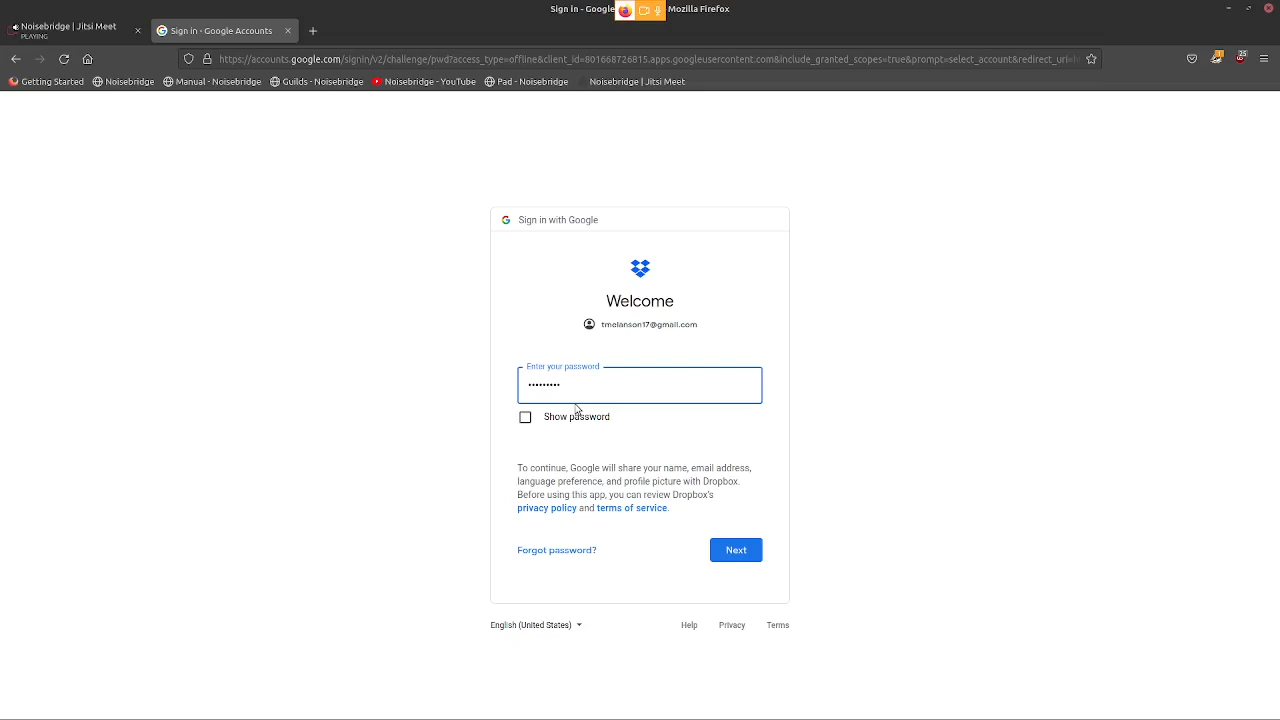 Sign in - Google Mozilla Firefox
Noisebridge | Jitsi Meet
PLAYING
Sign in - Google Accounts
https://accounts.google.com/signin/v2/challenge/pwd?access_type=offline&client_id=801668726815.apps.googleusercontent.com&include_granted_scopes=true&prompt=select_account&redirect_uri=
Getting Started Noisebridge Manual - Noisebridge Guilds - Noisebridge Noisebridge - YouTube Pad - Noisebridge Noisebridge | Jitsi Meet
Sign in with Google
Welcome
tmelanson17@gmail.com
Enter your password
•••••••••
Show password
To continue, Google will share your name, email address,
language preference, and profile picture with Dropbox.
Before using this app, you can review Dropbox's
privacy policy and terms of service.
Forgot password? Next
English (United States) Help Privacy Terms